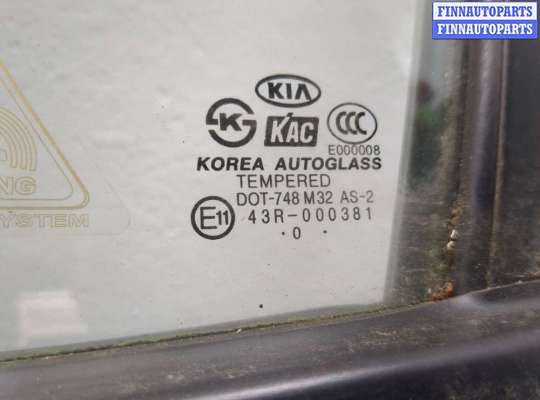 FINNAUTOPARTS
FINNAUTOPARTS
KIA
K KAC CCC
E000008
KOREA AUTOGLASS
TEMPERED
DOT-748 M32 AS-2
E11 43R-000381
·0·
NG
SYSTEM